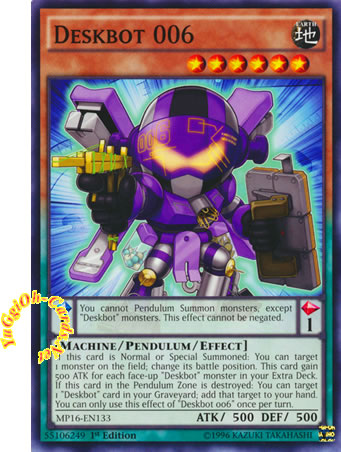 DESKBOT 006
EARTH
地
You cannot Pendulum Summon monsters, except
"Deskbot" monsters. This effect cannot be negated.
1
[MACHINE/PENDULUM/EFFECT]
If this card is Normal or Special Summoned: You can target
1 monster on the field; change its battle position. This card gains
500 ATK for each face-up "Deskbot" monster in your Extra Deck.
If this card in the Pendulum Zone is destroyed: You can target
1 "Deskbot" card in your Graveyard; add that target to your hand.
You can only use this effect of "Deskbot 006" once per turn.
MP16-EN133
ATK/ 500 DEF/ 500
55106249
1st Edition
©1996 KAZUKI TAKAHASHI